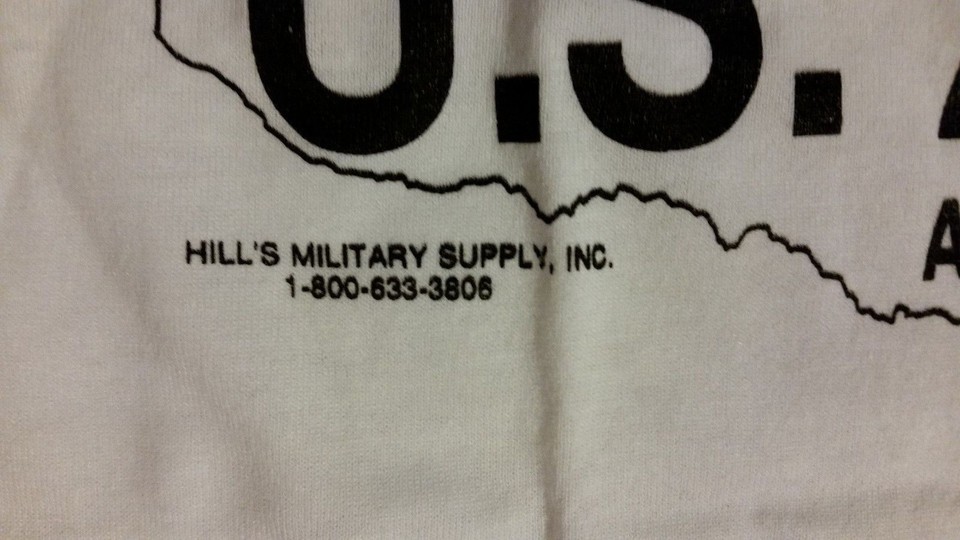 U.S. A
A
HILL'S MILITARY SUPPLY, INC.
1-800-633-3806